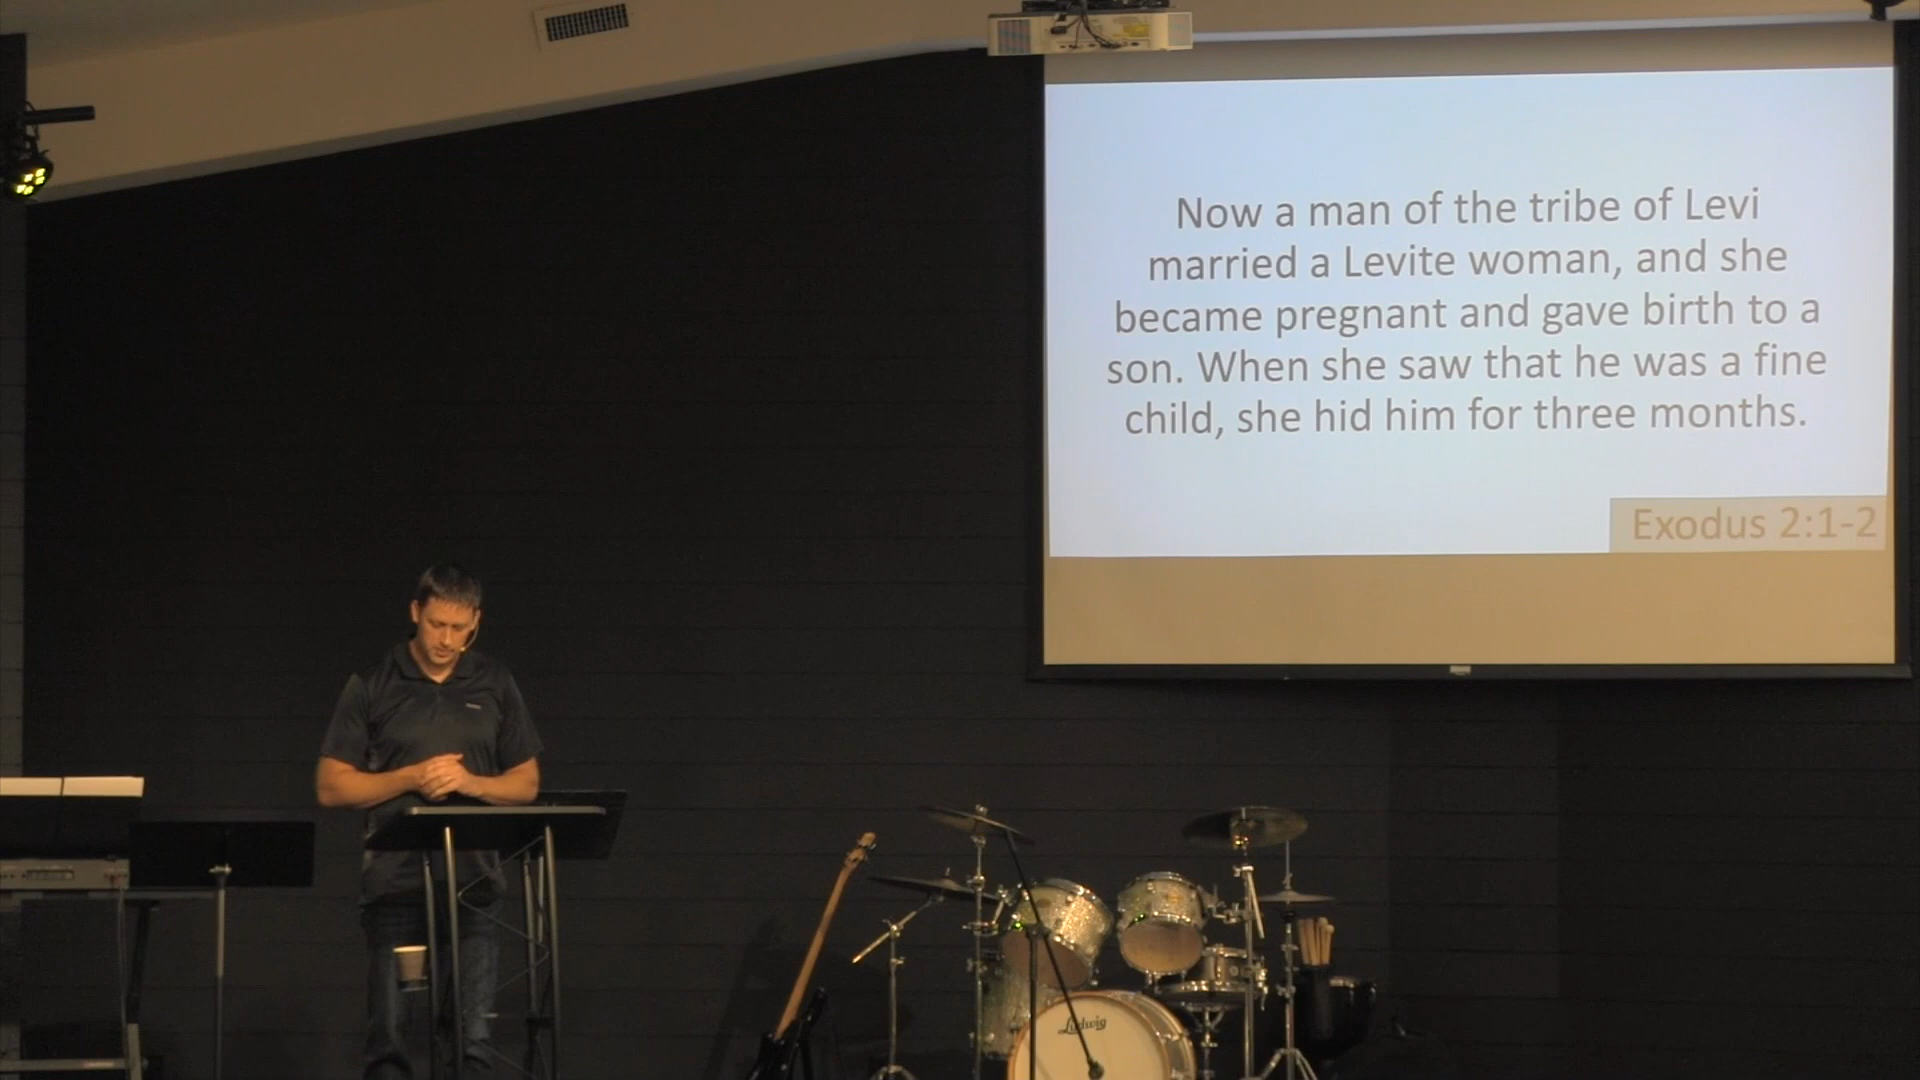 Now a man of the tribe of Levi
married a Levite woman, and she
became pregnant and gave birth to a
son. When she saw that he was a fine
child, she hid him for three months.
Exodus 2:1-2
Ludwig